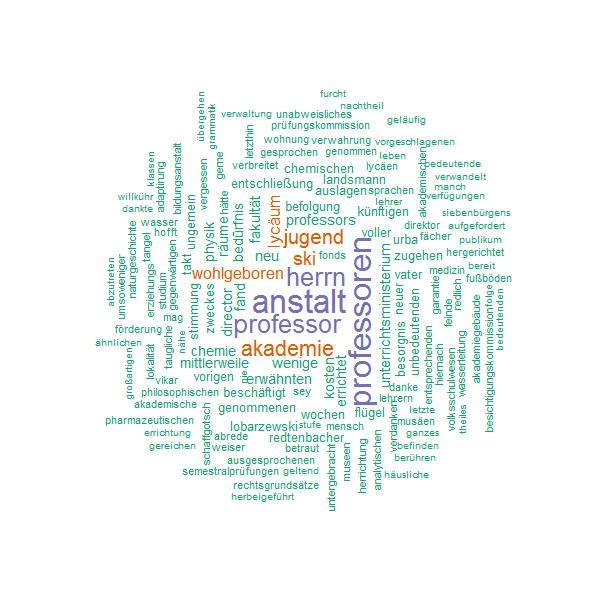 furcht
nachtheil
übergehen
grammatik
verwaltung
unabweisliches
geläufig
prüfungskommission
letzthin
wohnung
verwahrung
vorgeschlagenen
gesprochen
genommen
leben
klassen
adaptirung
bildungsanstalt
vergessen
gerne
verbreitet
chemischen
lycäen
akademischen
bedeutende
verwandelt
entschließung
landsmann
auslagen
sprachen
manch
verfügungen
willkühr
dankte
hätte
bedürfnis
fakultät
lycäum
befolgung
lehrer
künftigen
siebenbürgens
professors
direktor
aufgefordert
wasser
hofft
ungemein
physik
räume
jugend
voller
fächer
publikum
naturgeschichte
tangel
takt
neu
ski
fonds
urba
zugehen
hergerichtet
abzutreten
umsoweniger
erziehungs
studium
gegenwärtigen
wohlgeboren
herrn
professoren
unterrichtsministerium
vater
medizin
bereit
fußböden
stimmung
zweckes
director
fand
anstalt
besorgnis
neuer
unbedeutenden
garantie
feinde
redlich
mag
förderung
professor
akademiegebäude
besichtigungskommission
folge
bedeutenden
ähnlichen
lokalität
taugliche
nähe
chemie
akademie
kosten
errichtet
entsprechenden
hiemach
volksschulwesen
wasserleitung
theiles
großartigen
mittlerweile
wenige
vikar
vorigen
ge
erwähnten
danke
lehrern
philosophischen
beschäftigt
sey
akademische
schaffgotsch
genommenen
wochen
flügel
verdanken
letzte
musäen
pharmazeutischen
lobarzewski
stufe
mensch
ganzes
errichtung
abrede
redtenbacher
gereichen
weiser
betraut
analytischen
befinden
ausgesprochenen
berühren
semestralprüfungen
geltend
untergebracht
museen
herrichtung
häusliche
rechtsgrundsätze
herbeigeführt